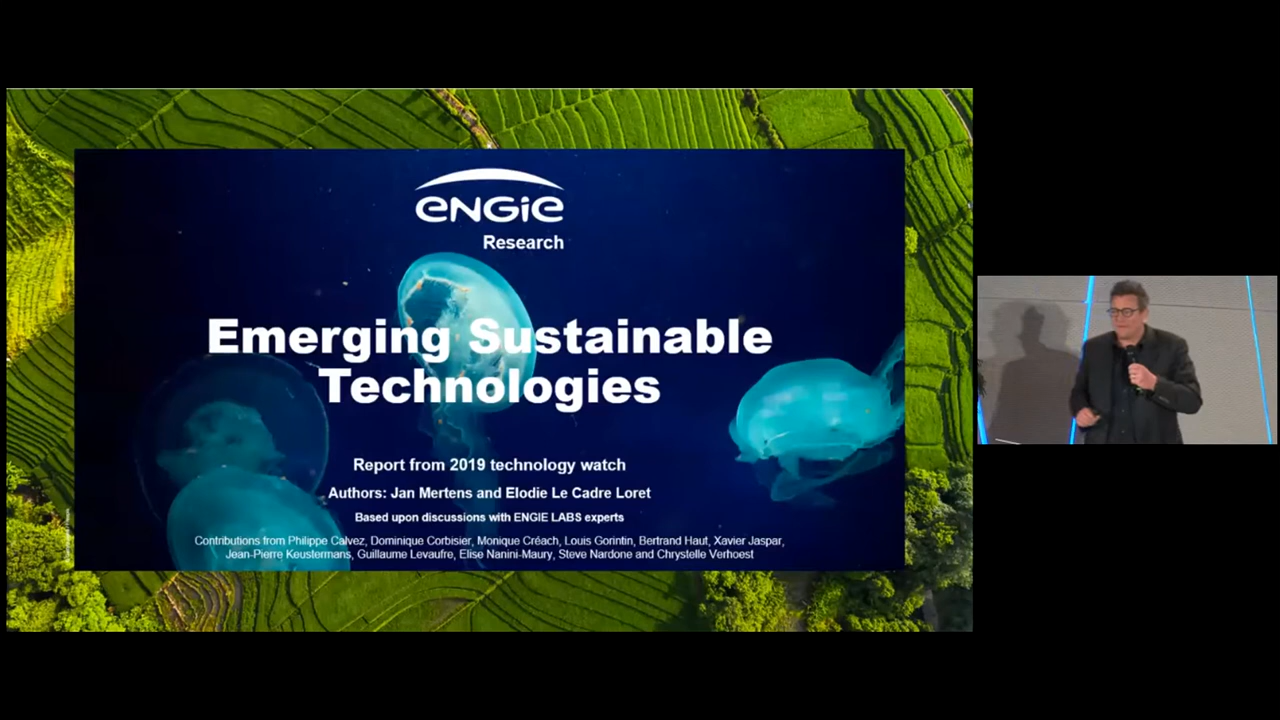 ENGIE
Research
Emerging Sustainable
Technologies
Report from 2019 technology watch
Authors: Jan Mertens and Elodie Le Cadre Loret
Based upon discussions with ENGIE LABS experts
Contributions from Philippe Calvez, Dominique Corbisier, Monique Créach, Louis Gorintin, Bertrand Haut, Xavier Jaspar,
Jean-Pierre Keustermans, Guillaume Levaufre, Elise Nanini-Maury, Steve Nardone and Chrystelle Verhoest